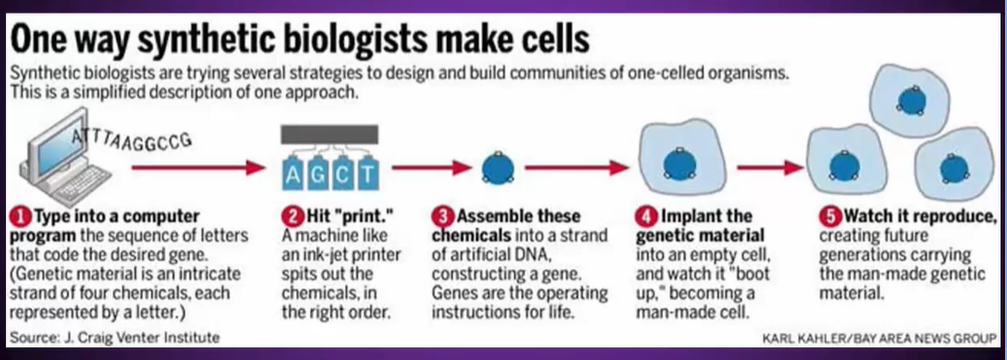 One way synthetic biologists make cells
Synthetic biologists are trying several strategies to design and build communities of one-celled organisms.
This is a simplified description of one approach.
ATTTAAGGCCG
A G C T
1 Type into a computer
program the sequence of letters
that code the desired gene.
(Genetic material is an intricate
strand of four chemicals, each
represented by a letter.)
2 Hit "print."
A machine like
an ink-jet printer
spits out the
chemicals, in
the right order.
3 Assemble these
chemicals into a strand
of artificial DNA,
constructing a gene.
Genes are the operating
instructions for life.
4 Implant the
genetic material
into an empty cell,
and watch it "boot
up," becoming a
man-made cell.
5 Watch it reproduce,
creating future
generations carrying
the man-made genetic
material.
Source: J. Craig Venter Institute
KARL KAHLER/BAY AREA NEWS GROUP